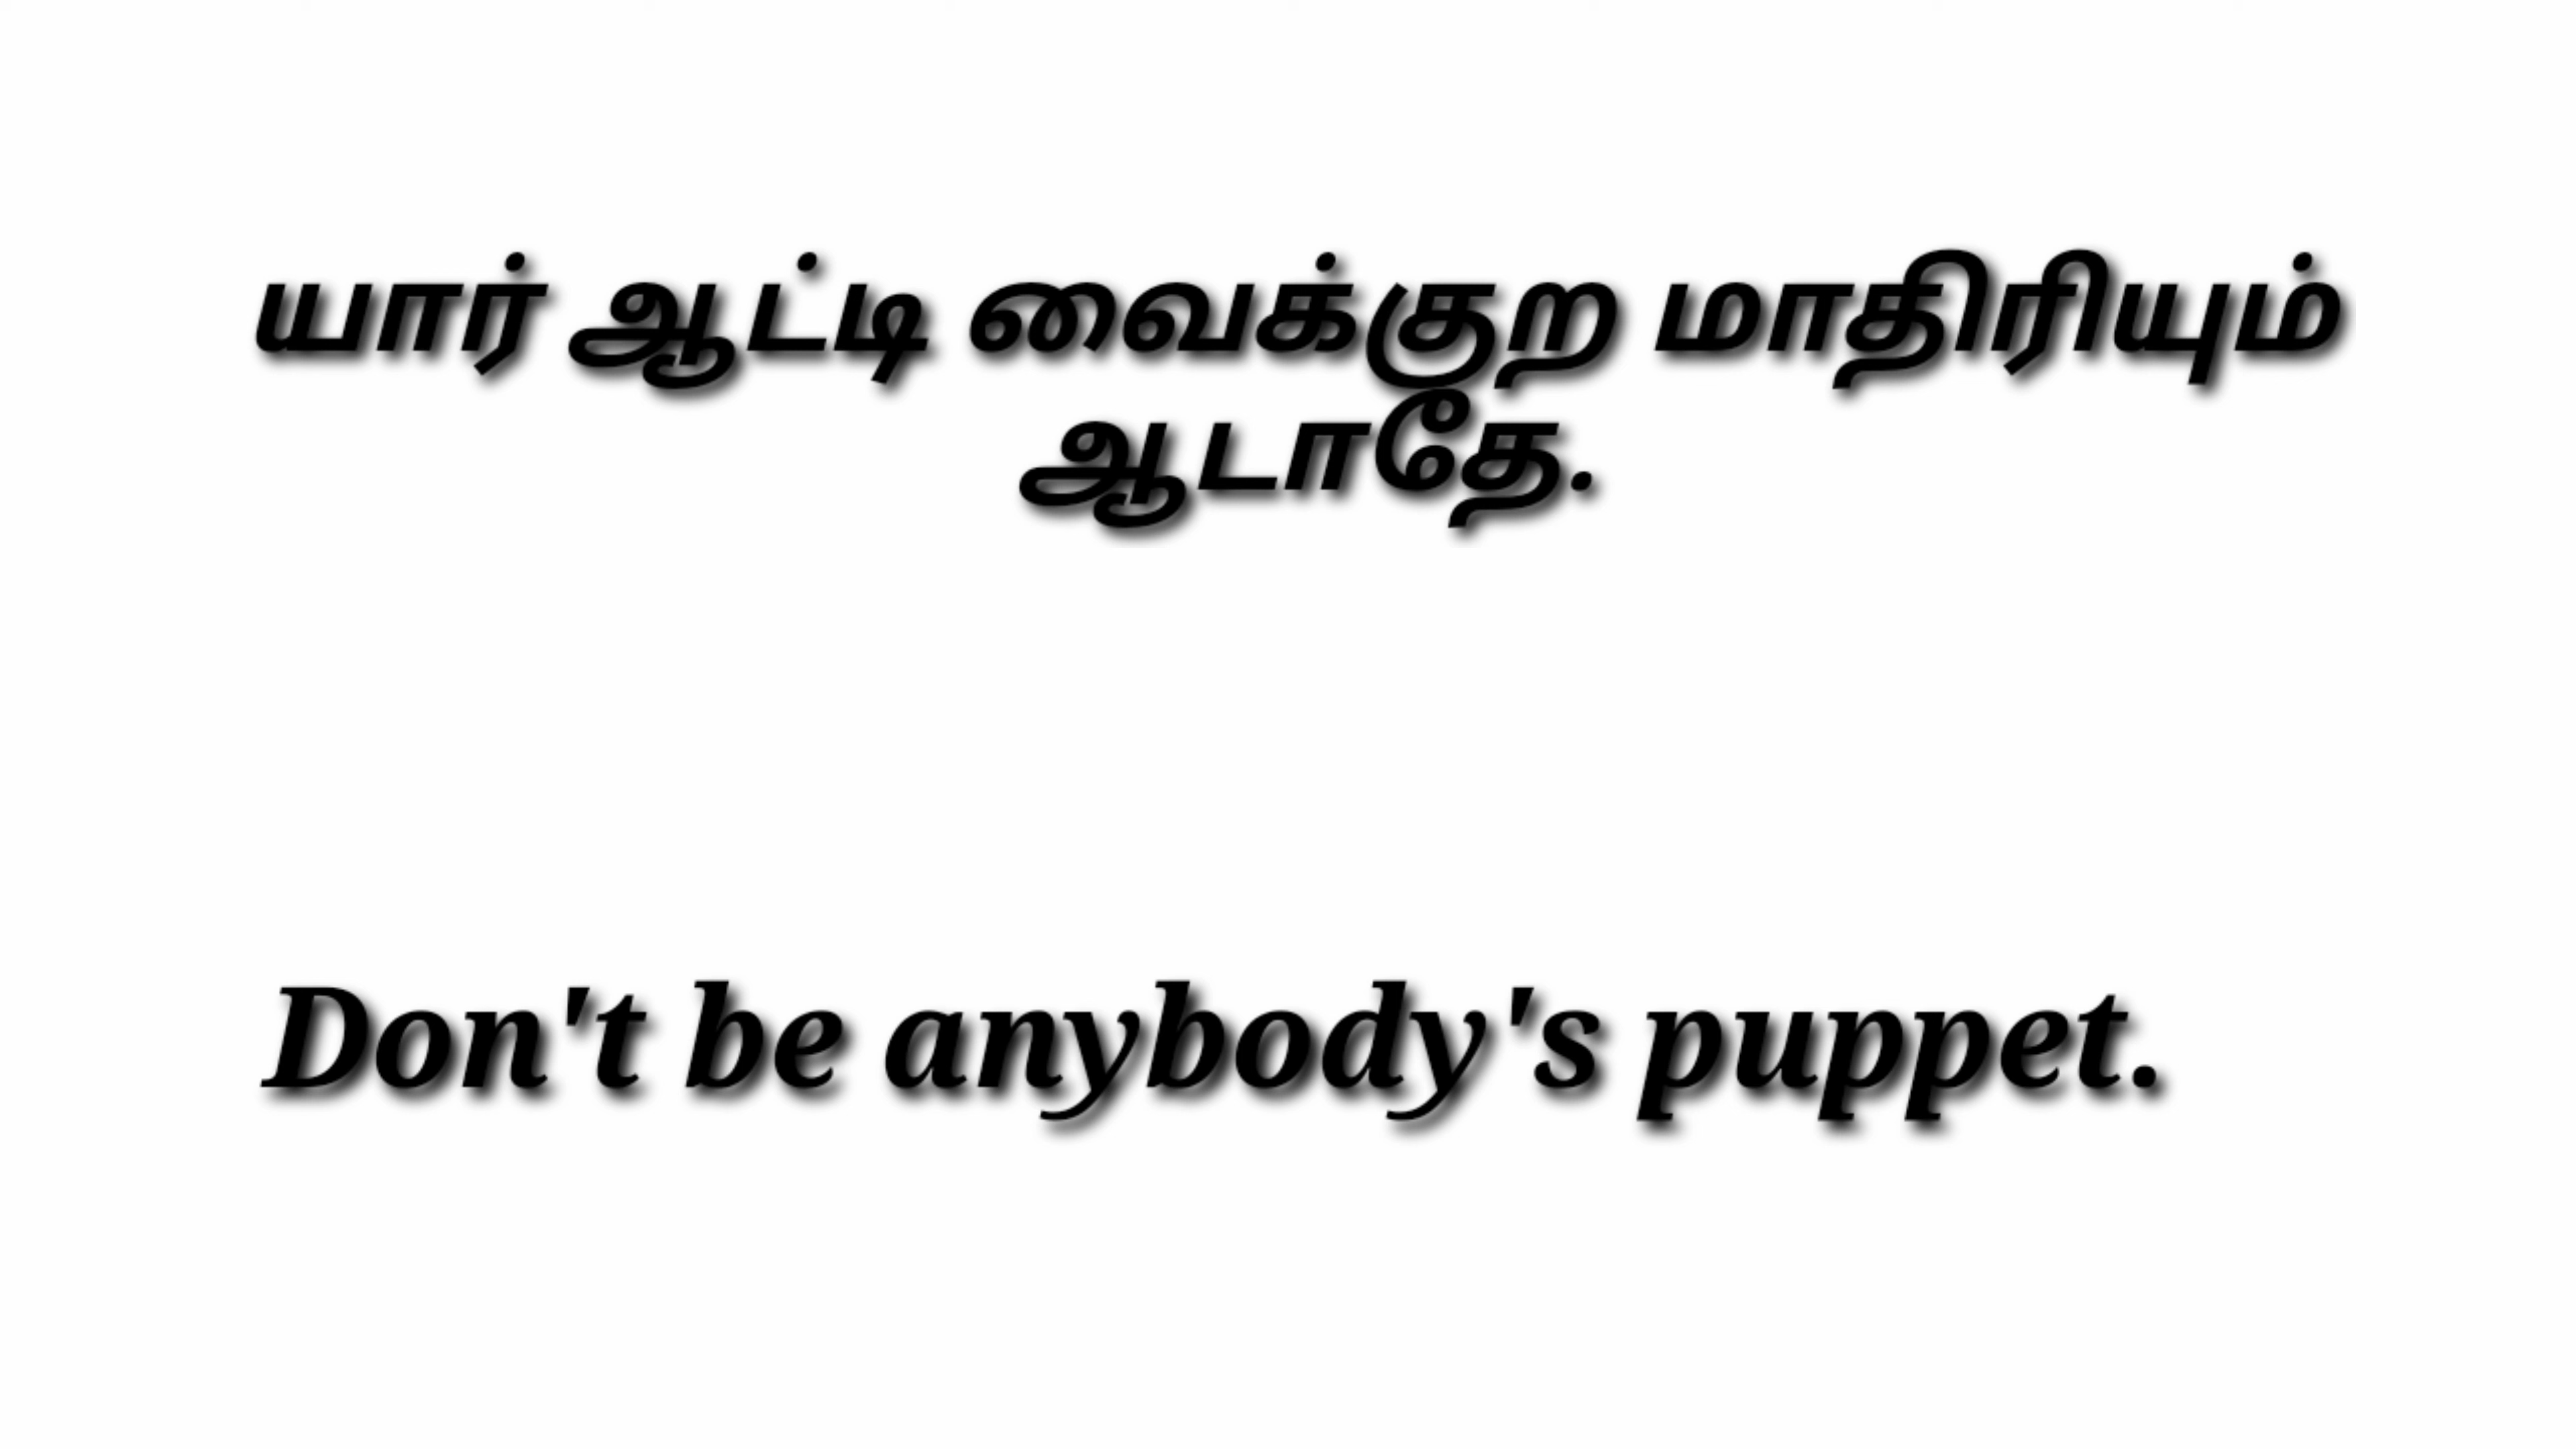 யார் ஆட்டி வைக்குற மாதிரியும்
ஆடாதே.
Don't be anybody's puppet.